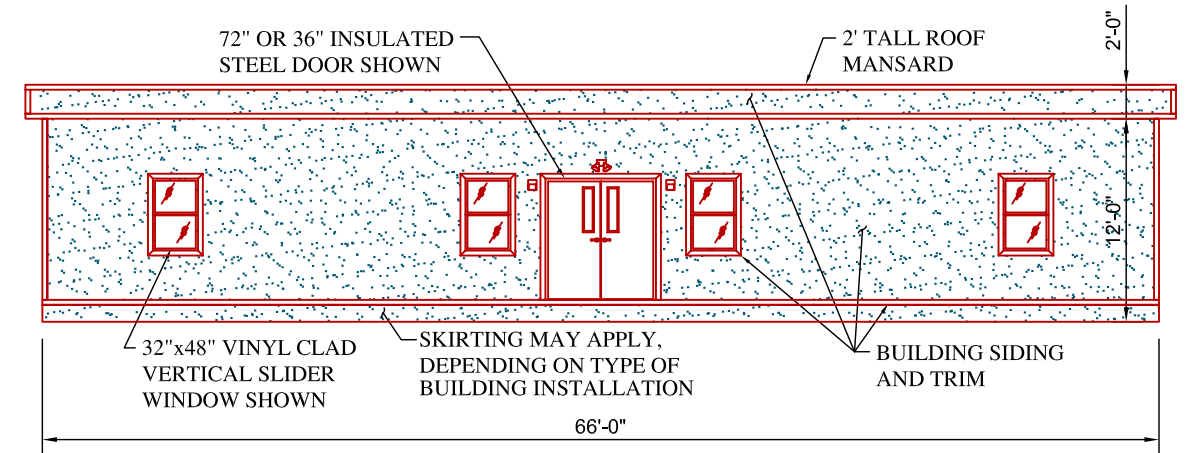 72" OR 36" INSULATED
STEEL DOOR SHOWN
2' TALL ROOF
MANSARD
2'-0"
12'-0"
32"x48" VINYL CLAD
VERTICAL SLIDER
WINDOW SHOWN
SKIRTING MAY APPLY,
DEPENDING ON TYPE OF
BUILDING INSTALLATION
BUILDING SIDING
AND TRIM
66'-0"